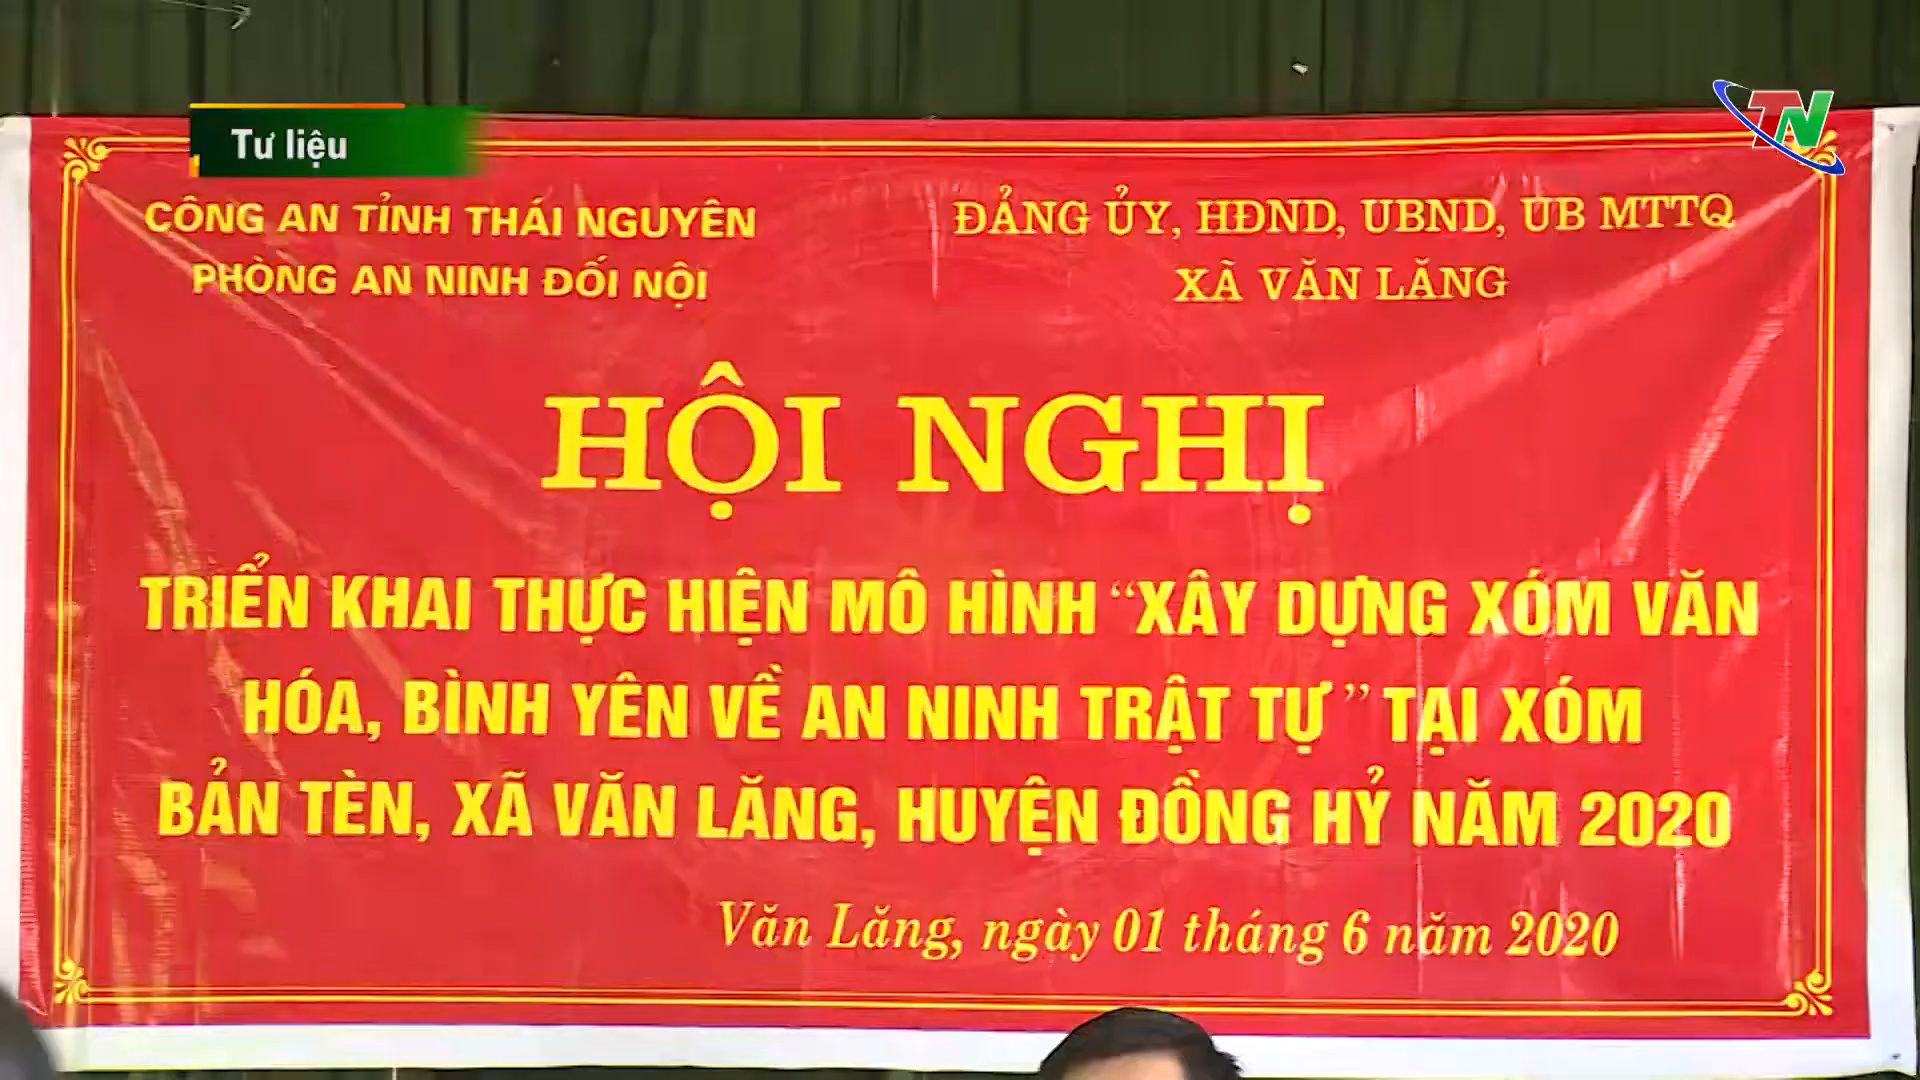 Tư liệu
TN
CÔNG AN TỈNH THÁI NGUYÊN
PHÒNG AN NINH ĐỐI NỘI
ĐẢNG ỦY, HĐND, UBND, UB MTTQ
XÃ VĂN LĂNG
HỘI NGHỊ
TRIỂN KHAI THỰC HIỆN MÔ HÌNH “XÂY DỰNG XÓM VĂN
HÓA, BÌNH YÊN VỀ AN NINH TRẬT TỰ” TẠI XÓM
BẢN TÈN, XÃ VĂN LĂNG, HUYỆN ĐỒNG HỶ NĂM 2020
Văn Lăng, ngày 01 tháng 6 năm 2020